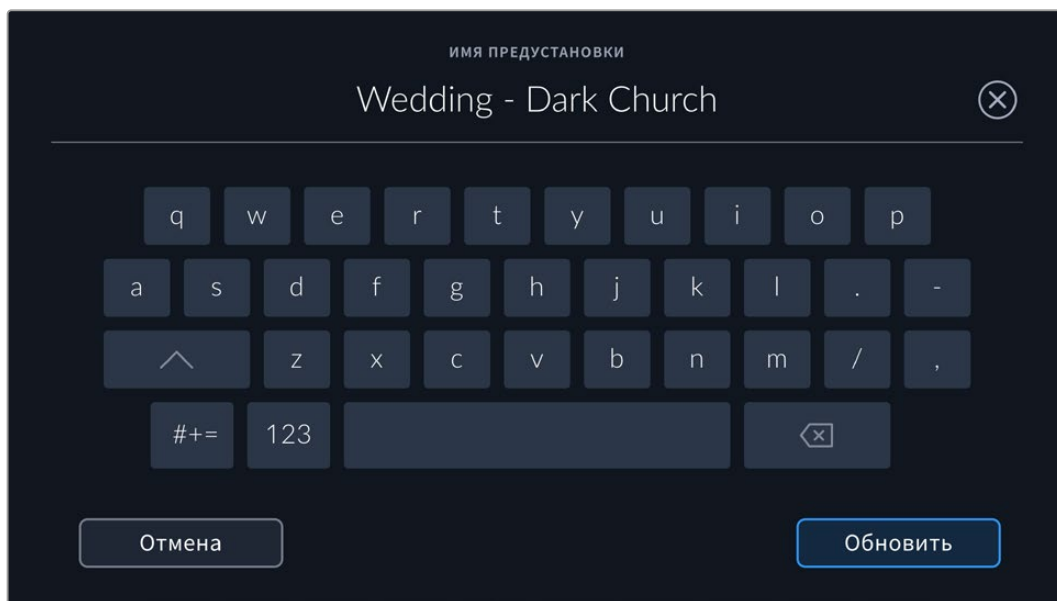 ИМЯ ПРЕДУСТАНОВКИ
Wedding - Dark Church
q w e r t y u i o p
a s d f g h j k l . -
z x c v b n m / ,
#+= 123
Отмена Обновить